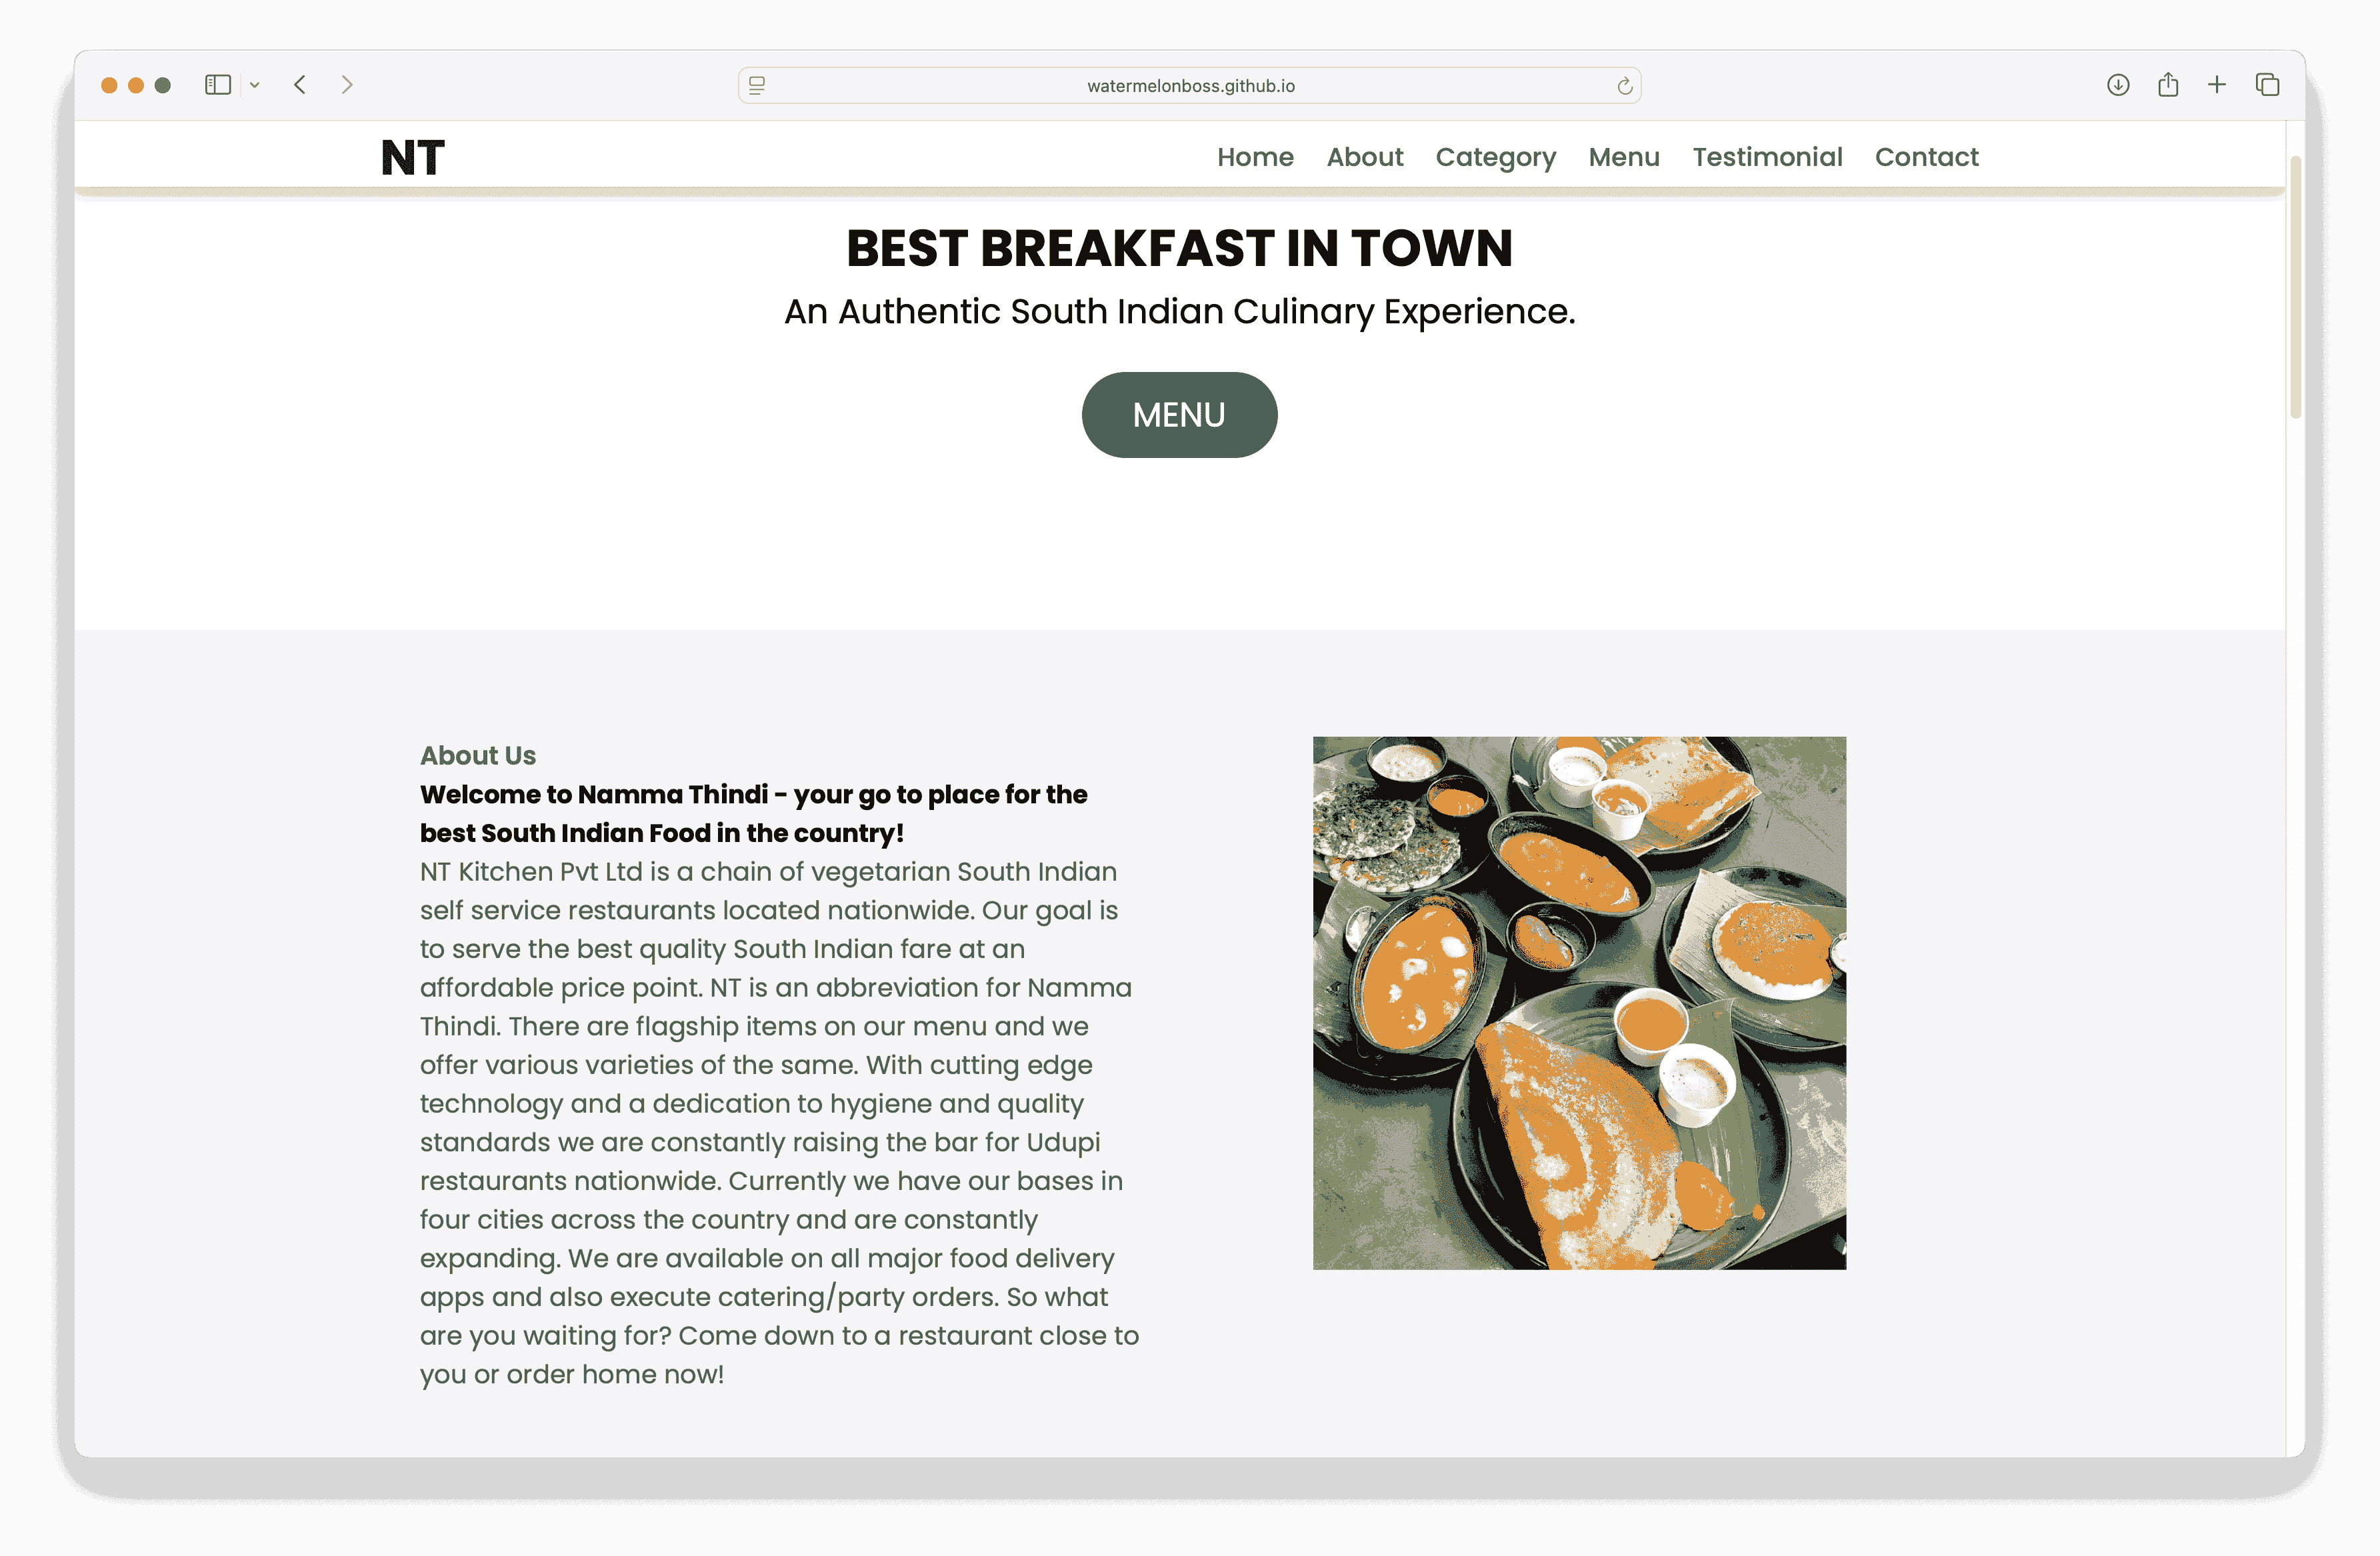 watermelonboss.github.io
NT
Home About Category Menu Testimonial Contact
BEST BREAKFAST IN TOWN
An Authentic South Indian Culinary Experience.
MENU
About Us
Welcome to Namma Thindi - your go to place for the
best South Indian Food in the country!
NT Kitchen Pvt Ltd is a chain of vegetarian South Indian
self service restaurants located nationwide. Our goal is
to serve the best quality South Indian fare at an
affordable price point. NT is an abbreviation for Namma
Thindi. There are flagship items on our menu and we
offer various varieties of the same. With cutting edge
technology and a dedication to hygiene and quality
standards we are constantly raising the bar for Udupi
restaurants nationwide. Currently we have our bases in
four cities across the country and are constantly
expanding. We are available on all major food delivery
apps and also execute catering/party orders. So what
are you waiting for? Come down to a restaurant close to
you or order home now!